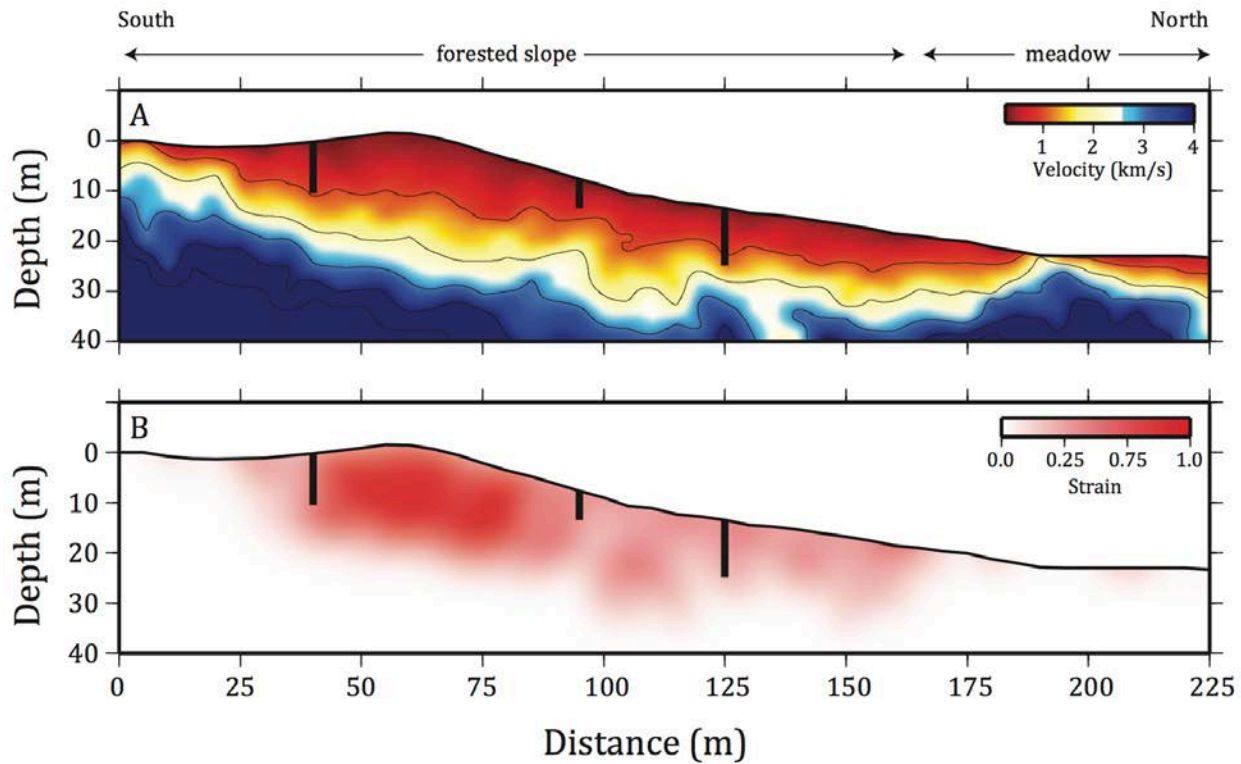 South North
forested slope meadow
A
0
10
20
30
40
Depth (m)
1 2 3 4
Velocity (km/s)
B
0
10
20
30
40
Depth (m)
0.0 0.25 0.75 1.0
Strain
0 25 50 75 100 125 150 175 200 225
Distance (m)